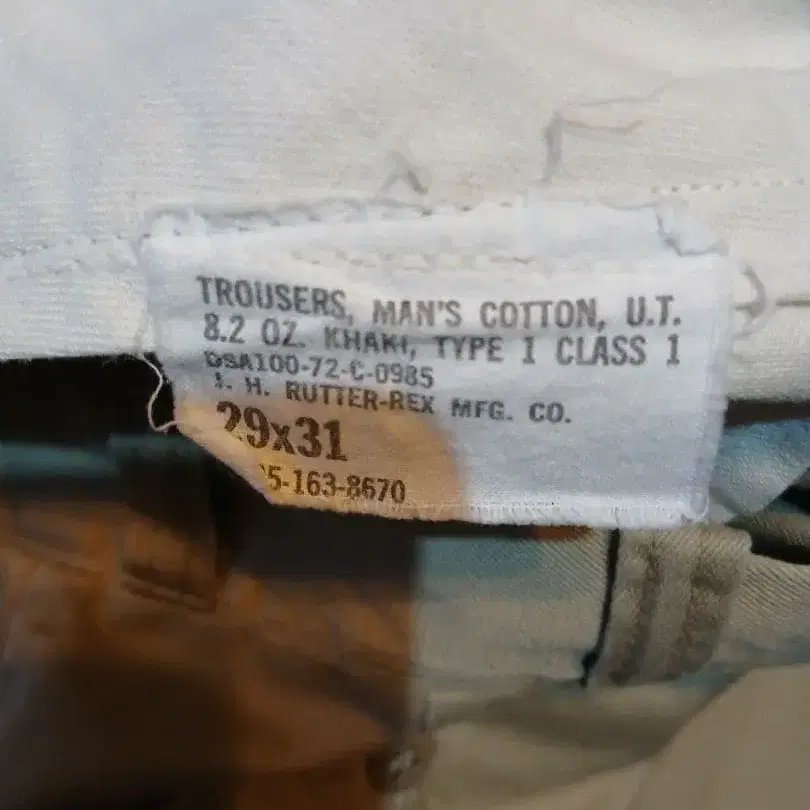 TROUSERS, MAN'S COTTON, U.T.
8.2 OZ. KHAKI, TYPE 1 CLASS 1
DSA100-72-C-0985
J. H. RUTTER-REX MFG. CO.
29x31
5-163-8670